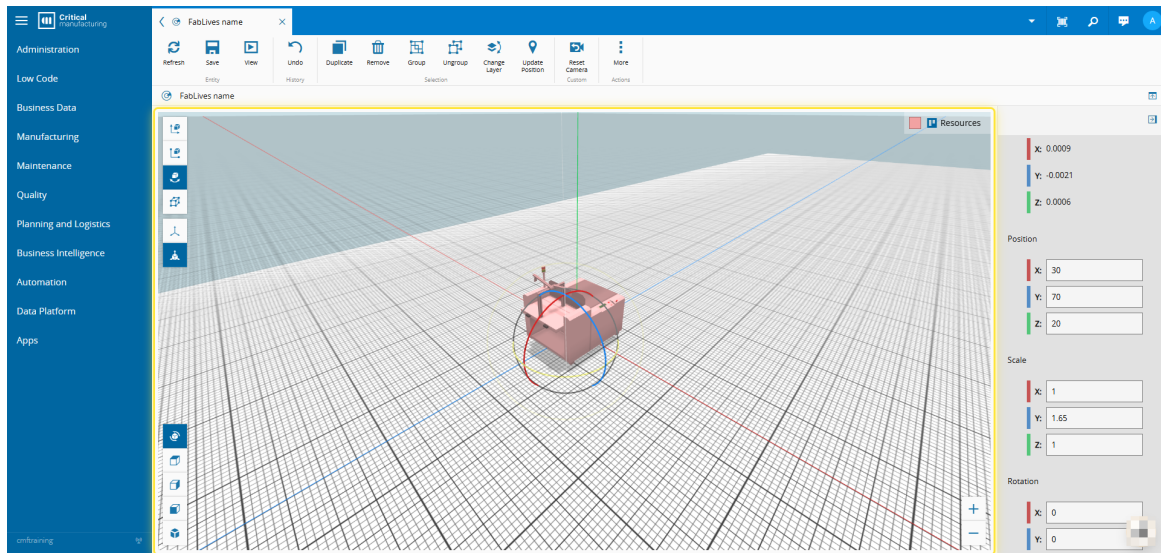 Critical
manufacturing
FabLives name
A
Administration
Low Code
Business Data
Manufacturing
Maintenance
Quality
Planning and Logistics
Business Intelligence
Automation
Data Platform
Apps
cmftraining
Refresh
Save
View
Undo
Duplicate
Remove
Group
Ungroup
Change
Layer
Update
Position
Reset
Camera
More
Entity
History
Selection
Custom
Actions
FabLives name
Resources
X: 0.0009
Y: -0.0021
Z: 0.0006
Position
X: 30
Y: 70
Z: 20
Scale
X: 1
Y: 1.65
Z: 1
Rotation
X: 0
Y: 0